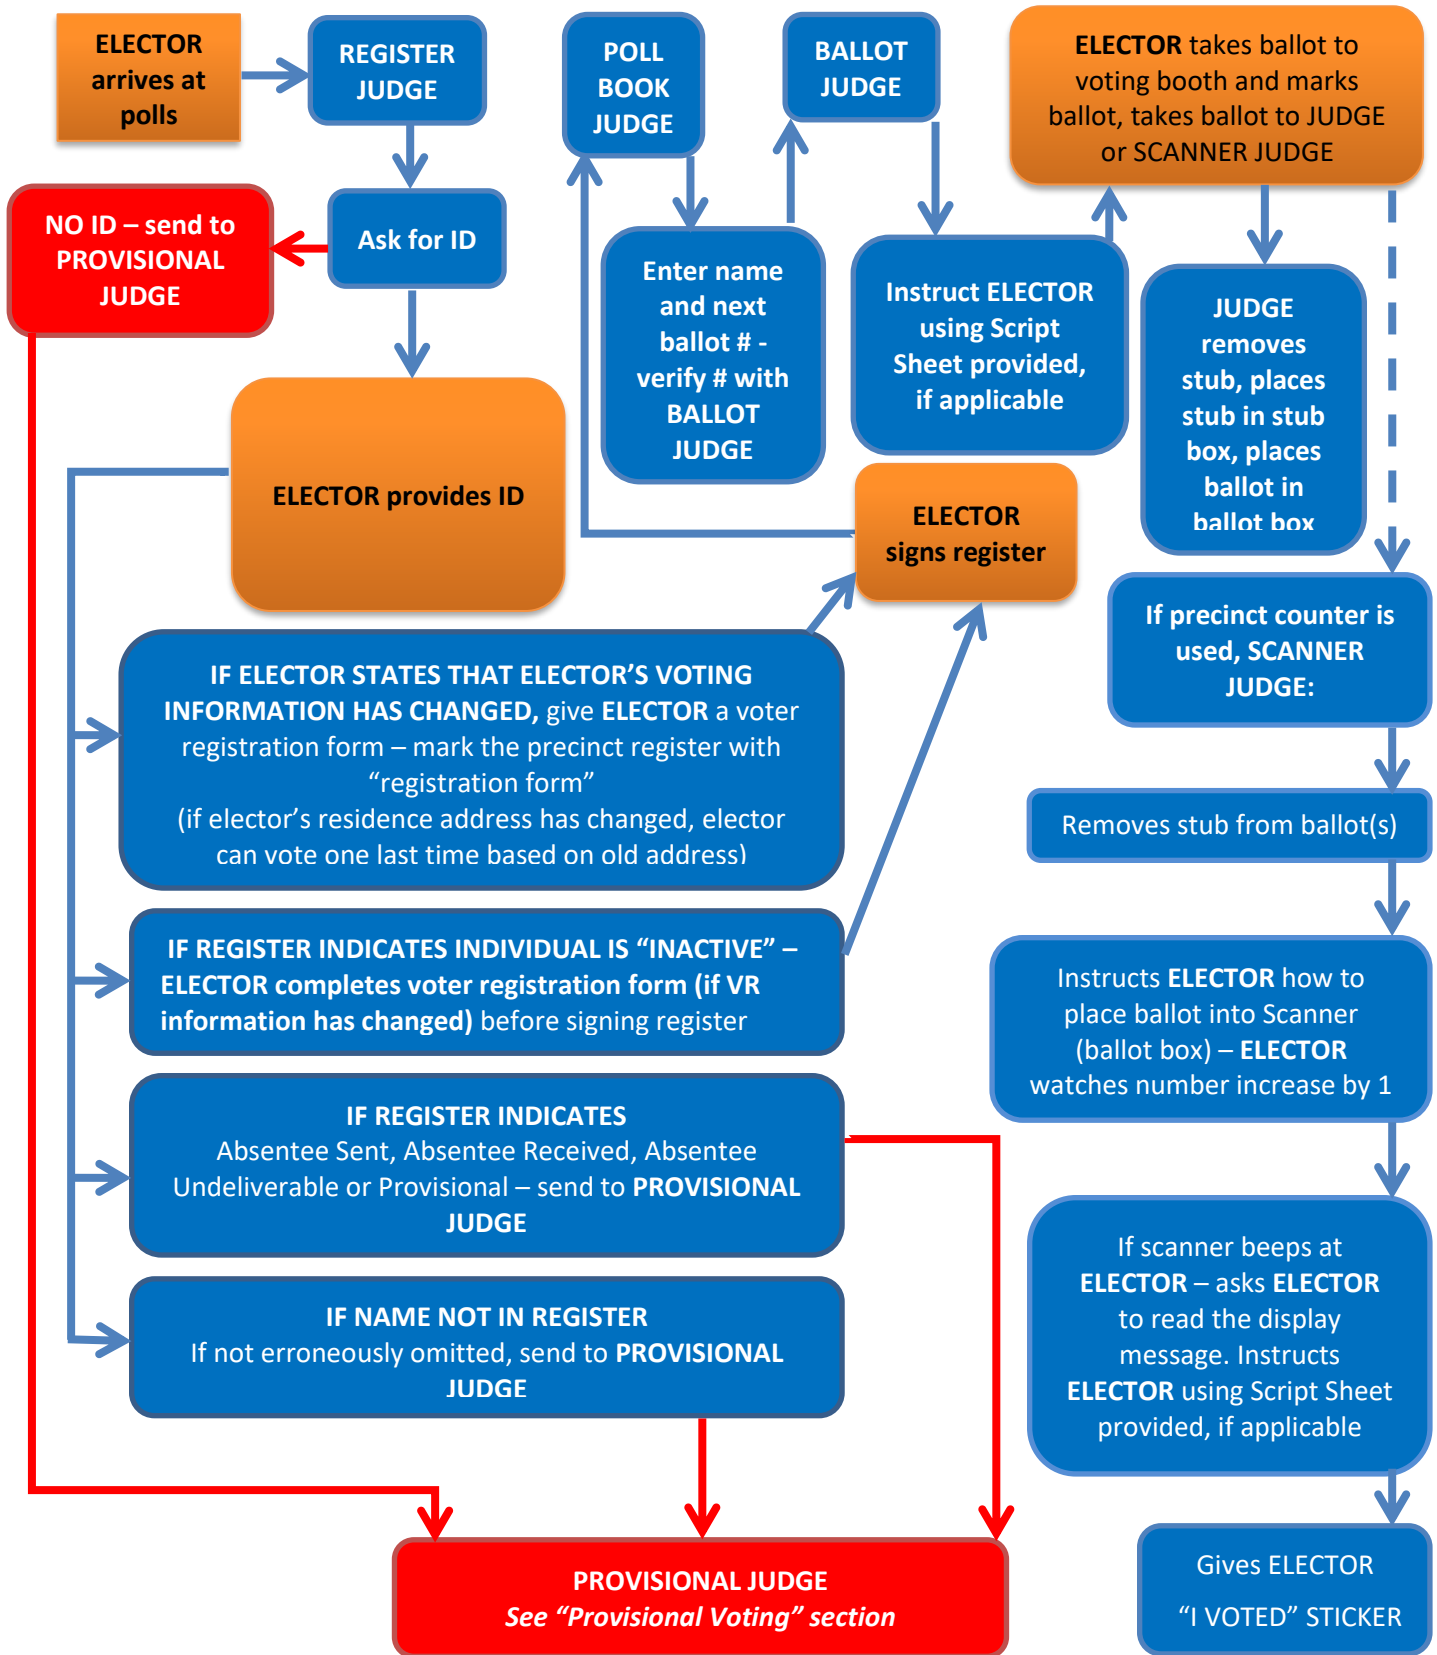 ELECTOR
arrives at
polls
REGISTER
JUDGE
Ask for ID
NO ID – send to
PROVISIONAL
JUDGE
ELECTOR provides ID
IF ELECTOR STATES THAT ELECTOR’S VOTING
INFORMATION HAS CHANGED, give ELECTOR a voter
registration form – mark the precinct register with
“registration form”
(if elector’s residence address has changed, elector
can vote one last time based on old address)
IF REGISTER INDICATES INDIVIDUAL IS “INACTIVE” –
ELECTOR completes voter registration form (if VR
information has changed) before signing register
IF REGISTER INDICATES
Absentee Sent, Absentee Received, Absentee
Undeliverable or Provisional – send to PROVISIONAL
JUDGE
IF NAME NOT IN REGISTER
If not erroneously omitted, send to PROVISIONAL
JUDGE
PROVISIONAL JUDGE
See “Provisional Voting” section
ELECTOR
signs register
POLL
BOOK
JUDGE
Enter name
and next
ballot # -
verify # with
BALLOT
JUDGE
BALLOT
JUDGE
Instruct ELECTOR
using Script
Sheet provided,
if applicable
ELECTOR takes ballot to
voting booth and marks
ballot, takes ballot to JUDGE
or SCANNER JUDGE
JUDGE
removes
stub, places
stub in stub
box, places
ballot in
ballot box
If precinct counter is
used, SCANNER
JUDGE:
Removes stub from ballot(s)
Instructs ELECTOR how to
place ballot into Scanner
(ballot box) – ELECTOR
watches number increase by 1
If scanner beeps at
ELECTOR – asks ELECTOR
to read the display
message. Instructs
ELECTOR using Script Sheet
provided, if applicable
Gives ELECTOR
“I VOTED” STICKER